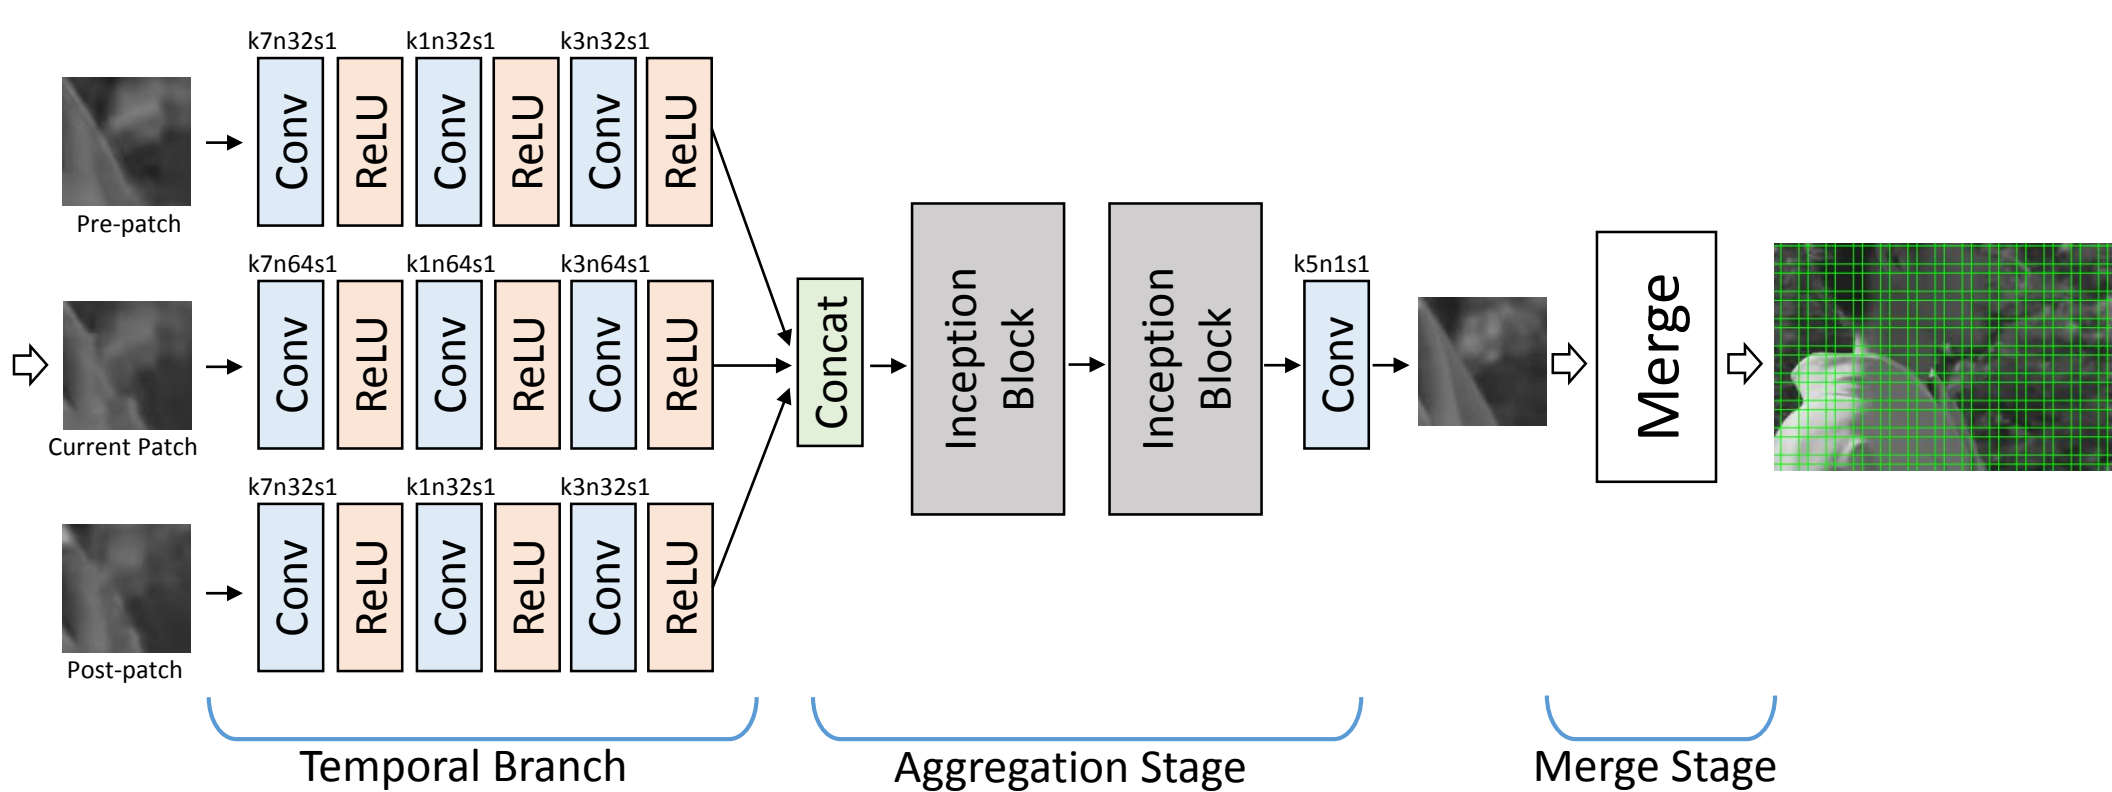 k7n32s1 k1n32s1 k3n32s1
Conv ReLU Conv ReLU Conv ReLU
Pre-patch
k7n64s1 k1n64s1 k3n64s1
Conv ReLU Conv ReLU Conv ReLU
Current Patch
k7n32s1 k1n32s1 k3n32s1
Conv ReLU Conv ReLU Conv ReLU
Post-patch
Concat
Inception
Block
Inception
Block
k5n1s1
Conv
Merge
Temporal Branch
Aggregation Stage
Merge Stage